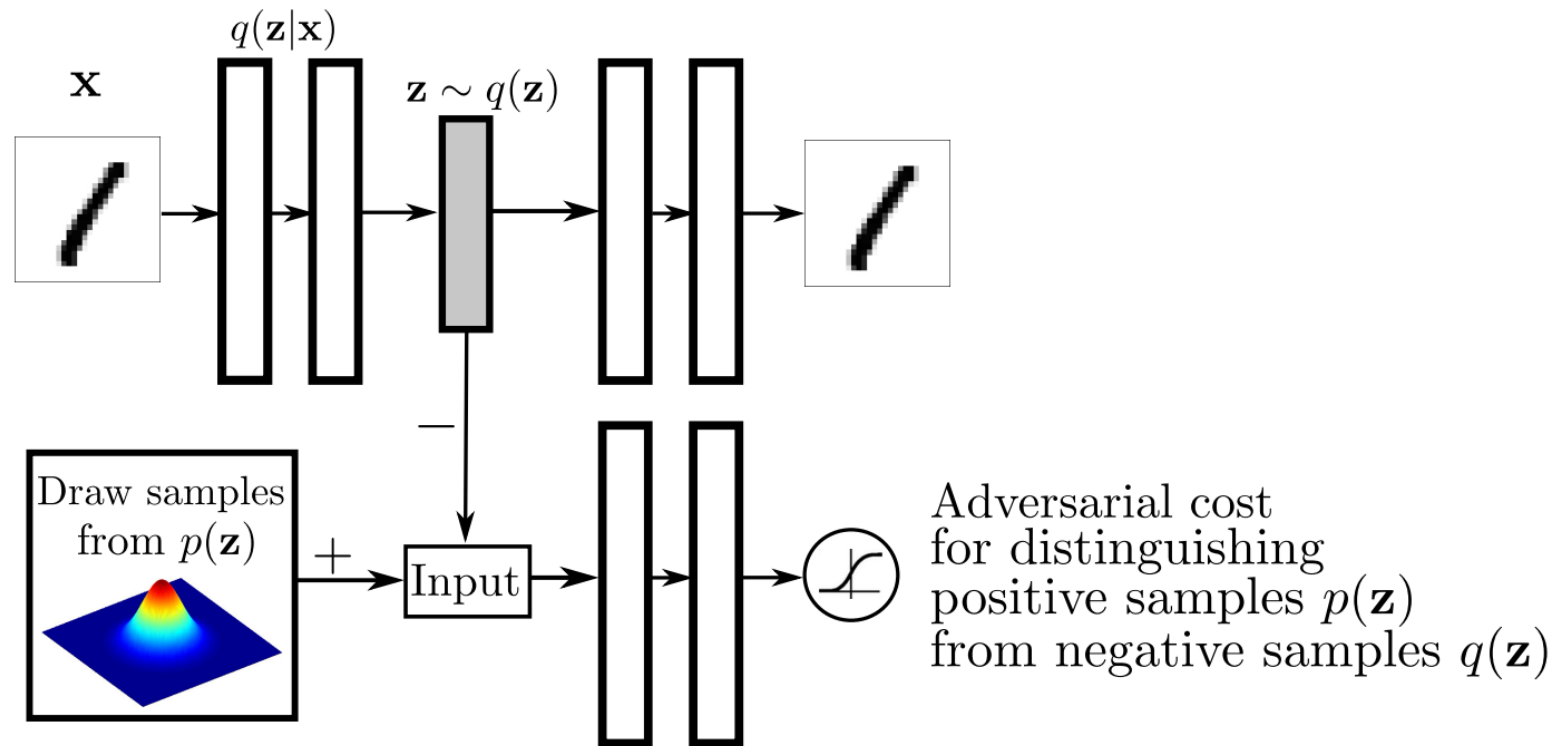 q(z|x)
x
z ∼ q(z)
−
Draw samples
from p(z)
+
Input
Adversarial cost
for distinguishing
positive samples p(z)
from negative samples q(z)